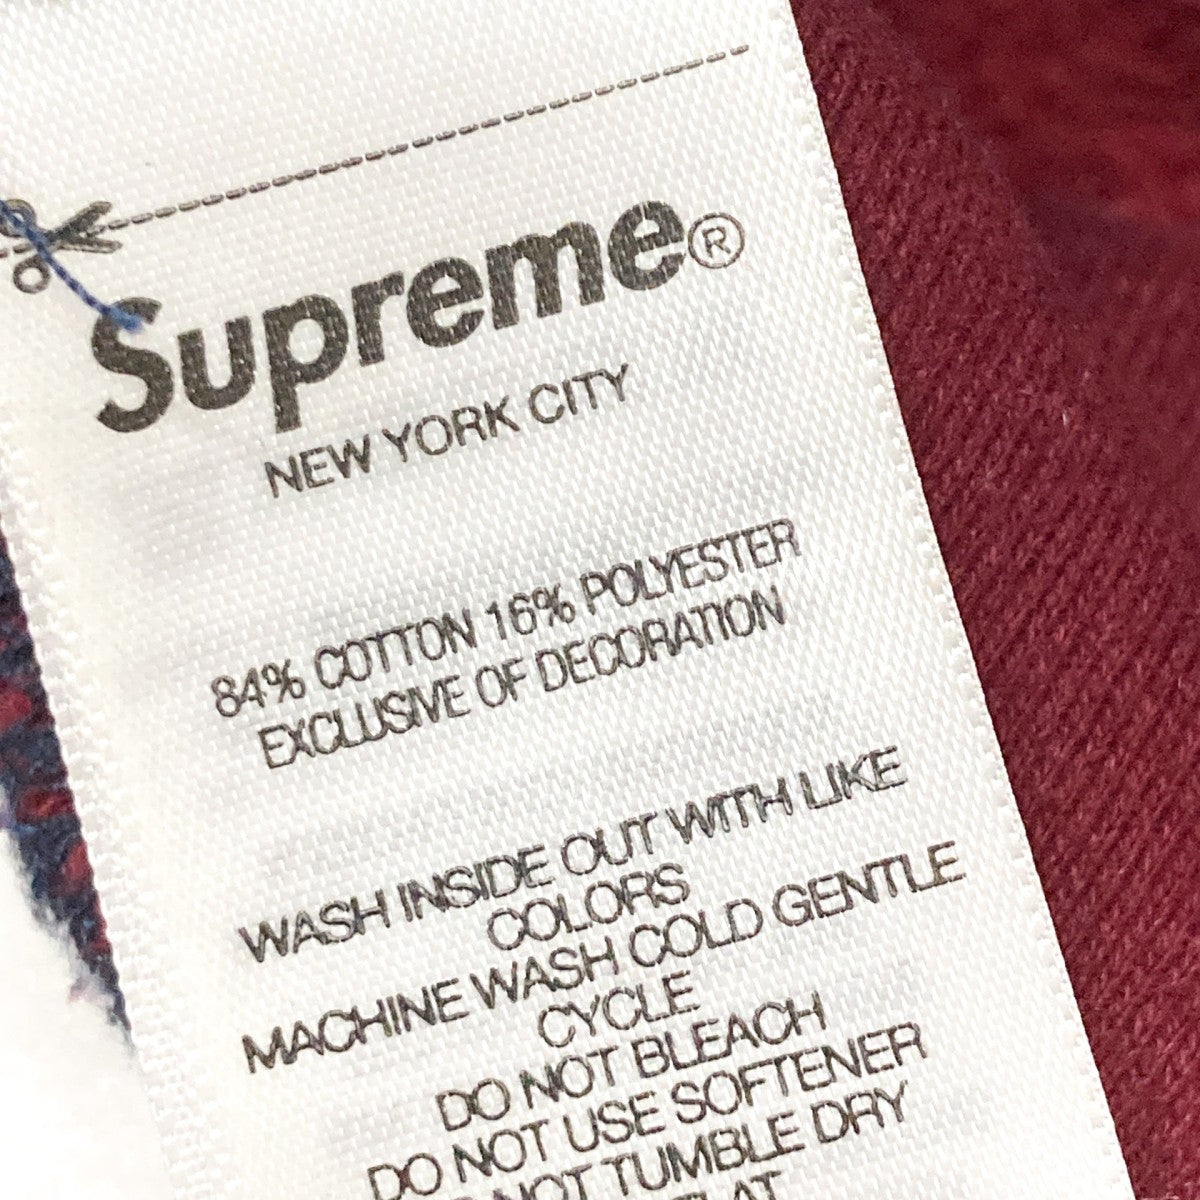 Supreme®
NEW YORK CITY
84% COTTON 16% POLYESTER
EXCLUSIVE OF DECORATION
WASH INSIDE OUT WITH LIKE
COLORS
MACHINE WASH COLD GENTLE
CYCLE
DO NOT BLEACH
DO NOT USE SOFTENER
NOT TUMBLE DRY